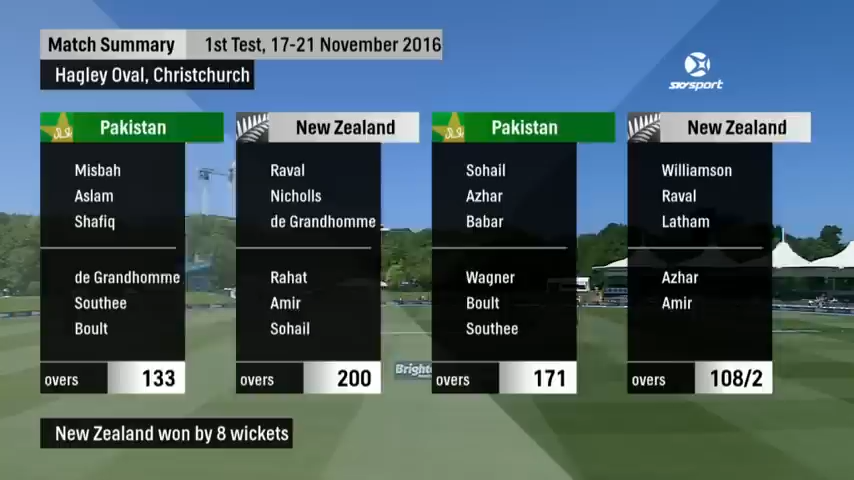 Match Summary 1st Test, 17-21 November 2016
Hagley Oval, Christchurch
sky sport
Pakistan
Misbah
Aslam
Shafiq
de Grandhomme
Southee
Boult
overs 133
New Zealand
Raval
Nicholls
de Grandhomme
Rahat
Amir
Sohail
overs 200
Pakistan
Sohail
Azhar
Babar
Wagner
Boult
Southee
overs 171
New Zealand
Williamson
Raval
Latham
Azhar
Amir
overs 108/2
New Zealand won by 8 wickets